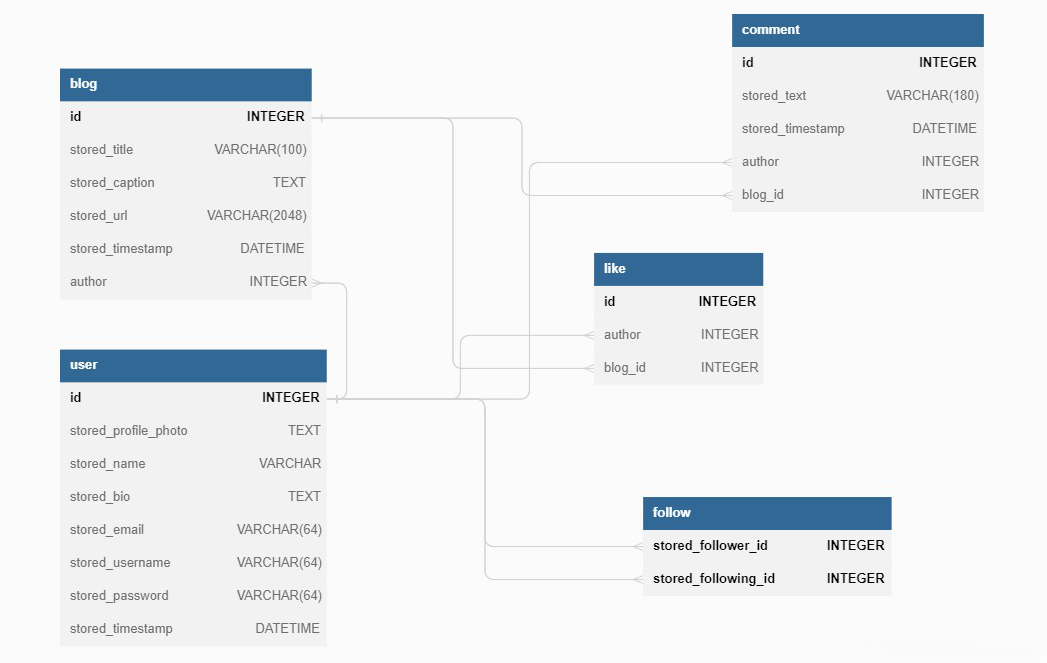 blog
id INTEGER
stored_title VARCHAR(100)
stored_caption TEXT
stored_url VARCHAR(2048)
stored_timestamp DATETIME
author INTEGER
user
id INTEGER
stored_profile_photo TEXT
stored_name VARCHAR
stored_bio TEXT
stored_email VARCHAR(64)
stored_username VARCHAR(64)
stored_password VARCHAR(64)
stored_timestamp DATETIME
comment
id INTEGER
stored_text VARCHAR(180)
stored_timestamp DATETIME
author INTEGER
blog_id INTEGER
like
id INTEGER
author INTEGER
blog_id INTEGER
follow
stored_follower_id INTEGER
stored_following_id INTEGER